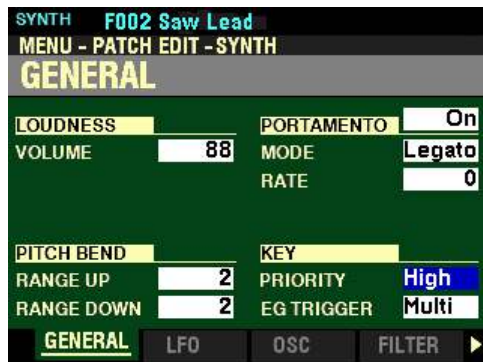 SYNTH F002 Saw Lead
MENU - PATCH EDIT - SYNTH
GENERAL
LOUDNESS
VOLUME 88
PORTAMENTO On
MODE Legato
RATE 0
PITCH BEND
RANGE UP 2
RANGE DOWN 2
KEY
PRIORITY High
EG TRIGGER Multi
GENERAL LFO OSC FILTER